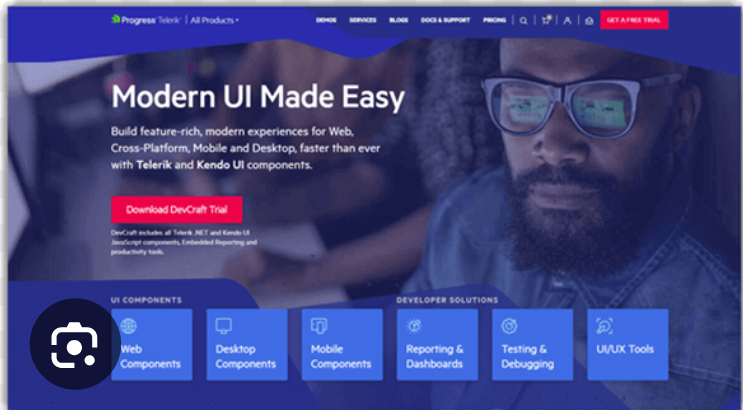 Progress Telerik | All Products
DEMOS SERVICES BLOGS DOCS & SUPPORT PRICING GET A FREE TRIAL
Modern UI Made Easy
Build feature-rich, modern experiences for Web,
Cross-Platform, Mobile and Desktop, faster than ever
with Telerik and Kendo UI components.
Download DevCraft Trial
DevCraft includes all Telerik .NET and Kendo UI
JavaScript components, Embedded Reporting and
productivity tools.
UI COMPONENTS
Web
Components
Desktop
Components
Mobile
Components
DEVELOPER SOLUTIONS
Reporting &
Dashboards
Testing &
Debugging
UI/UX Tools